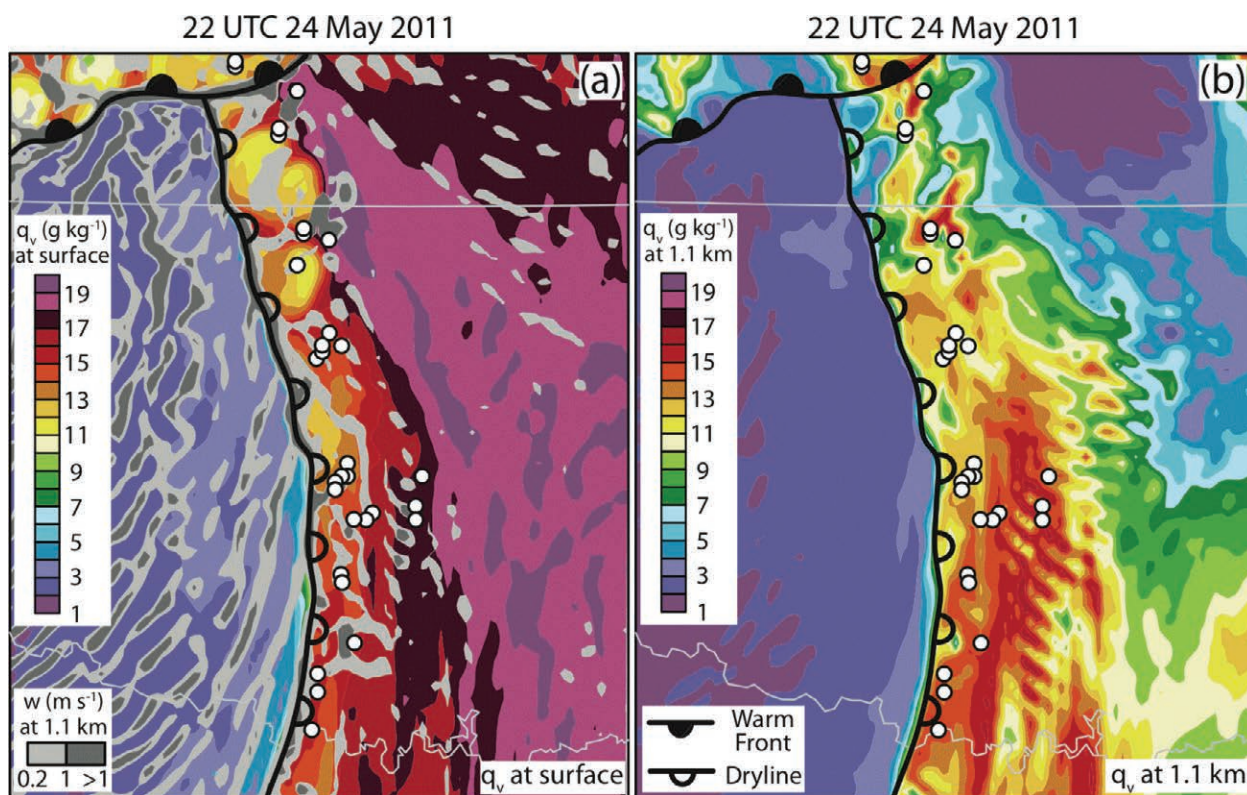 22 UTC 24 May 2011
(a)
qv (g kg⁻¹)
at surface
19
17
15
13
11
9
7
5
3
1
w (m s⁻¹)
at 1.1 km
0.2 1 >1
qv at surface
22 UTC 24 May 2011
(b)
qv (g kg⁻¹)
at 1.1 km
19
17
15
13
11
9
7
5
3
1
Warm
Front
Dryline
qv at 1.1 km